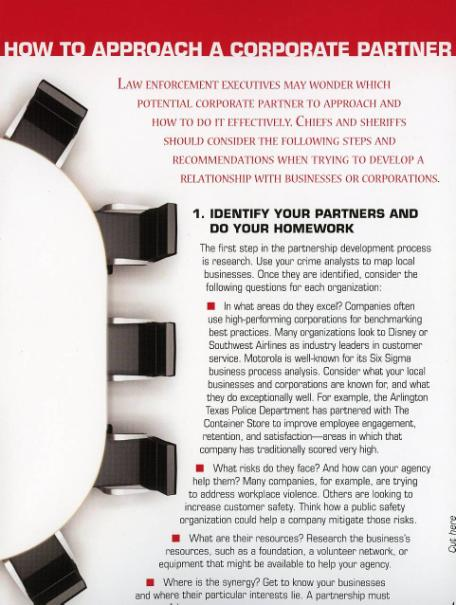 HOW TO APPROACH A CORPORATE PARTNER
LAW ENFORCEMENT EXECUTIVES MAY WONDER WHICH
POTENTIAL CORPORATE PARTNER TO APPROACH AND
HOW TO DO IT EFFECTIVELY. CHIEFS AND SHERIFFS
SHOULD CONSIDER THE FOLLOWING STEPS AND
RECOMMENDATIONS WHEN TRYING TO DEVELOP A
RELATIONSHIP WITH BUSINESSES OR CORPORATIONS.
1. IDENTIFY YOUR PARTNERS AND
DO YOUR HOMEWORK
The first step in the partnership development process
is research. Use your crime analysts to map local
businesses. Once they are identified, consider the
following questions for each organization:
■ In what areas do they excel? Companies often
use high-performing corporations for benchmarking
best practices. Many organizations look to Disney or
Southwest Airlines as industry leaders in customer
service. Motorola is well-known for its Six Sigma
business process analysis. Consider what your local
businesses and corporations are known for, and what
they do exceptionally well. For example, the Arlington
Texas Police Department has partnered with The
Container Store to improve employee engagement,
retention, and satisfaction—areas in which that
company has traditionally scored very high.
■ What risks do they face? And how can your agency
help them? Many companies, for example, are trying
to address workplace violence. Others are looking to
increase customer safety. Think how a public safety
organization could help a company mitigate those risks.
■ What are their resources? Research the business's
resources, such as a foundation, a volunteer network, or
equipment that might be available to help your agency.
■ Where is the synergy? Get to know your businesses
and where their particular interests lie. A partnership must
Cut here